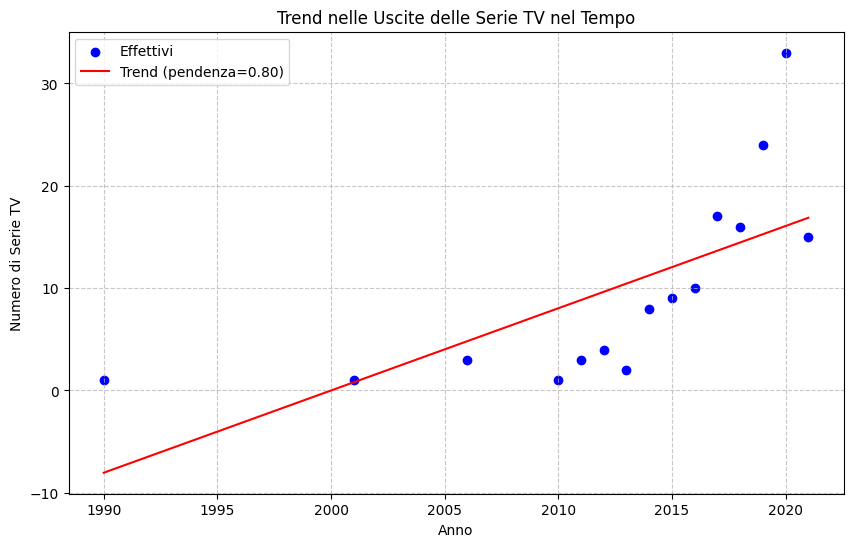 Trend nelle Uscite delle Serie TV nel Tempo
Effettivi
Trend (pendenza=0.80)
Numero di Serie TV
30
20
10
0
−10
1990
1995
2000
2005
2010
2015
2020
Anno